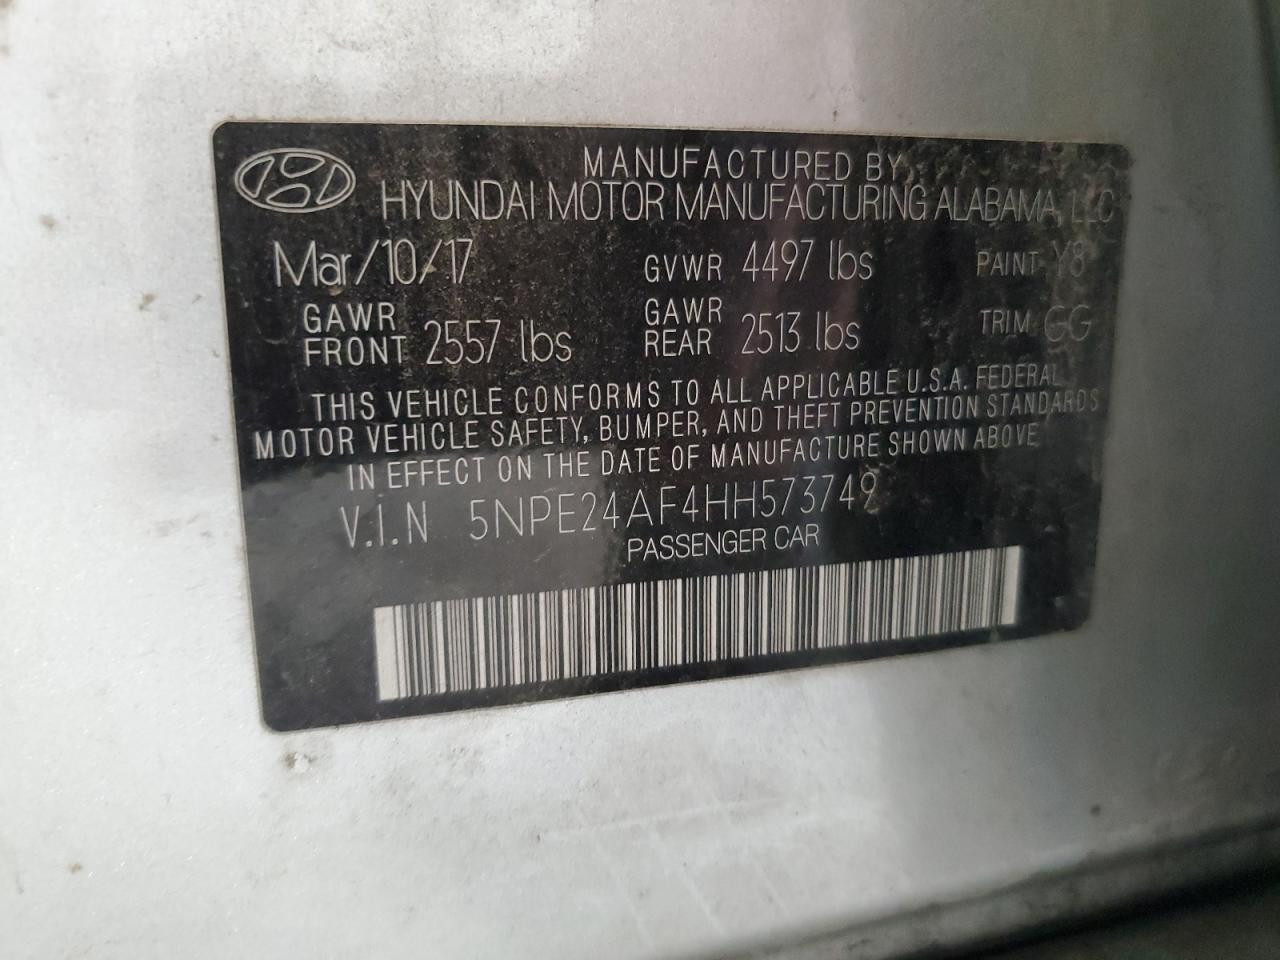 MANUFACTURED BY
HYUNDAI MOTOR MANUFACTURING ALABAMA, LLC
Mar/10/17 GVWR 4497 lbs PAINT Y8
GAWR FRONT 2557 lbs GAWR REAR 2513 lbs TRIM GG
THIS VEHICLE CONFORMS TO ALL APPLICABLE U.S.A. FEDERAL
MOTOR VEHICLE SAFETY, BUMPER, AND THEFT PREVENTION STANDARDS
IN EFFECT ON THE DATE OF MANUFACTURE SHOWN ABOVE
V.I.N 5NPE24AF4HH573749
PASSENGER CAR